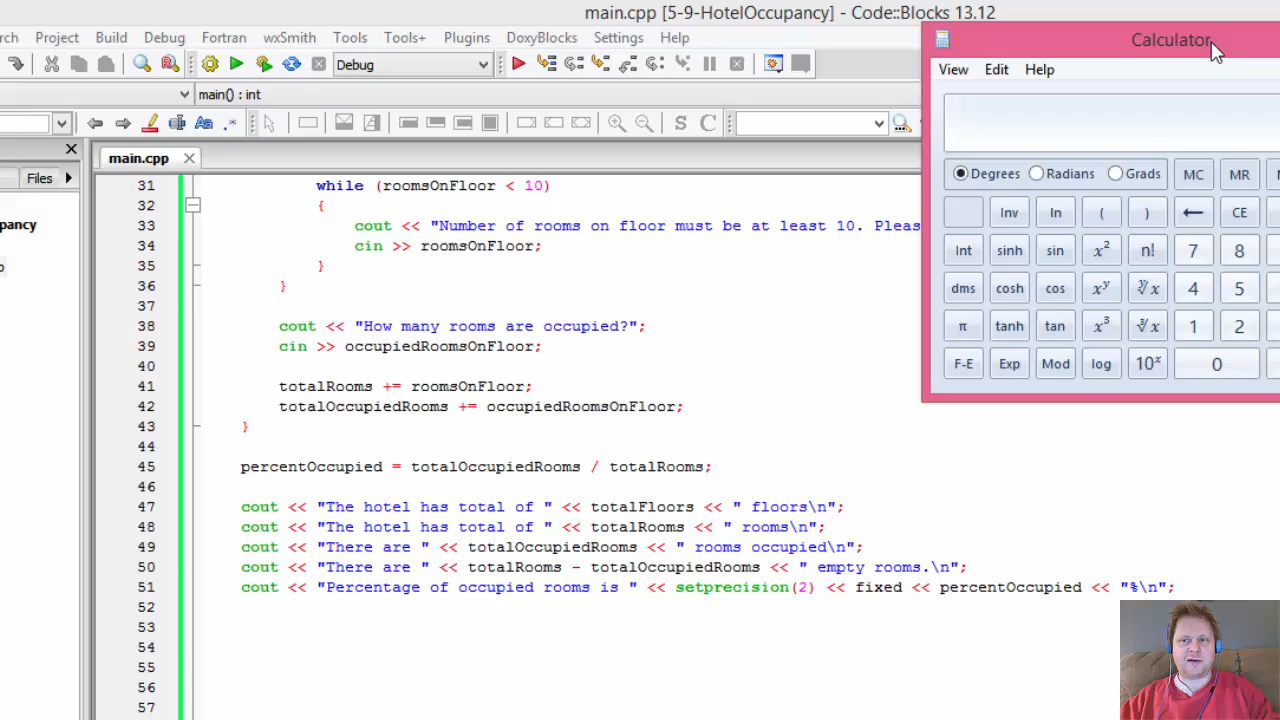 main.cpp [5-9-HotelOccupancy] - Code::Blocks 13.12
rch Project Build Debug Fortran wxSmith Tools Tools+ Plugins DoxyBlocks Settings Help
Debug
main() : int
Aa .*
S C
main.cpp
Files
pancy
31 while (roomsOnFloor < 10)
32 {
33 cout << "Number of rooms on floor must be at least 10. Pleas
34 cin >> roomsOnFloor;
35 }
36 }
37
38 cout << "How many rooms are occupied?";
39 cin >> occupiedRoomsOnFloor;
40
41 totalRooms += roomsOnFloor;
42 totalOccupiedRooms += occupiedRoomsOnFloor;
43 }
44
45 percentOccupied = totalOccupiedRooms / totalRooms;
46
47 cout << "The hotel has total of " << totalFloors << " floors\n";
48 cout << "The hotel has total of " << totalRooms << " rooms\n";
49 cout << "There are " << totalOccupiedRooms << " rooms occupied\n";
50 cout << "There are " << totalRooms - totalOccupiedRooms << " empty rooms.\n";
51 cout << "Percentage of occupied rooms is " << setprecision(2) << fixed << percentOccupied << "%\n";
52
53
54
55
56
57
Calculator
View Edit Help
Degrees Radians Grads MC MR
Inv ln ( ) ← CE
Int sinh sin x² n! 7 8
dms cosh cos xʸ ʸ√x 4 5
π tanh tan x³ ³√x 1 2
F-E Exp Mod log 10ˣ 0